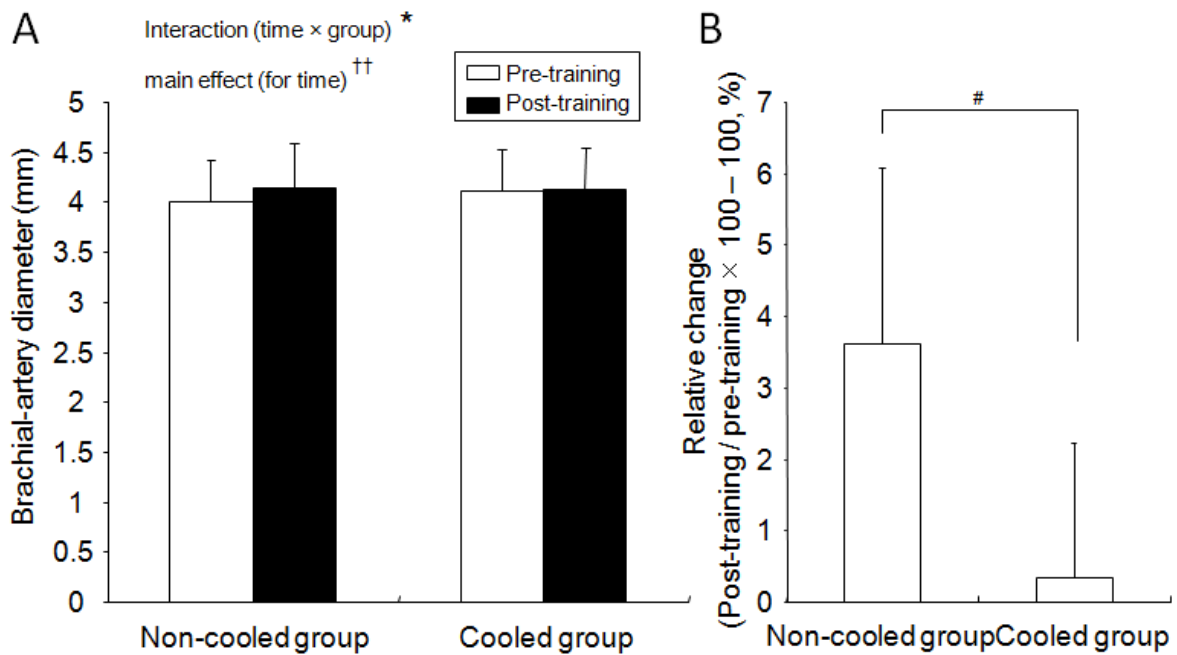 A
Interaction (time × group) *
main effect (for time) ††
Pre-training
Post-training
Brachial-artery diameter (mm)
5
4.5
4
3.5
3
2.5
2
1.5
1
0.5
0
Non-cooled group
Cooled group
B
#
Relative change
(Post-training / pre-training × 100 – 100, %)
7
6
5
4
3
2
1
0
Non-cooled group
Cooled group